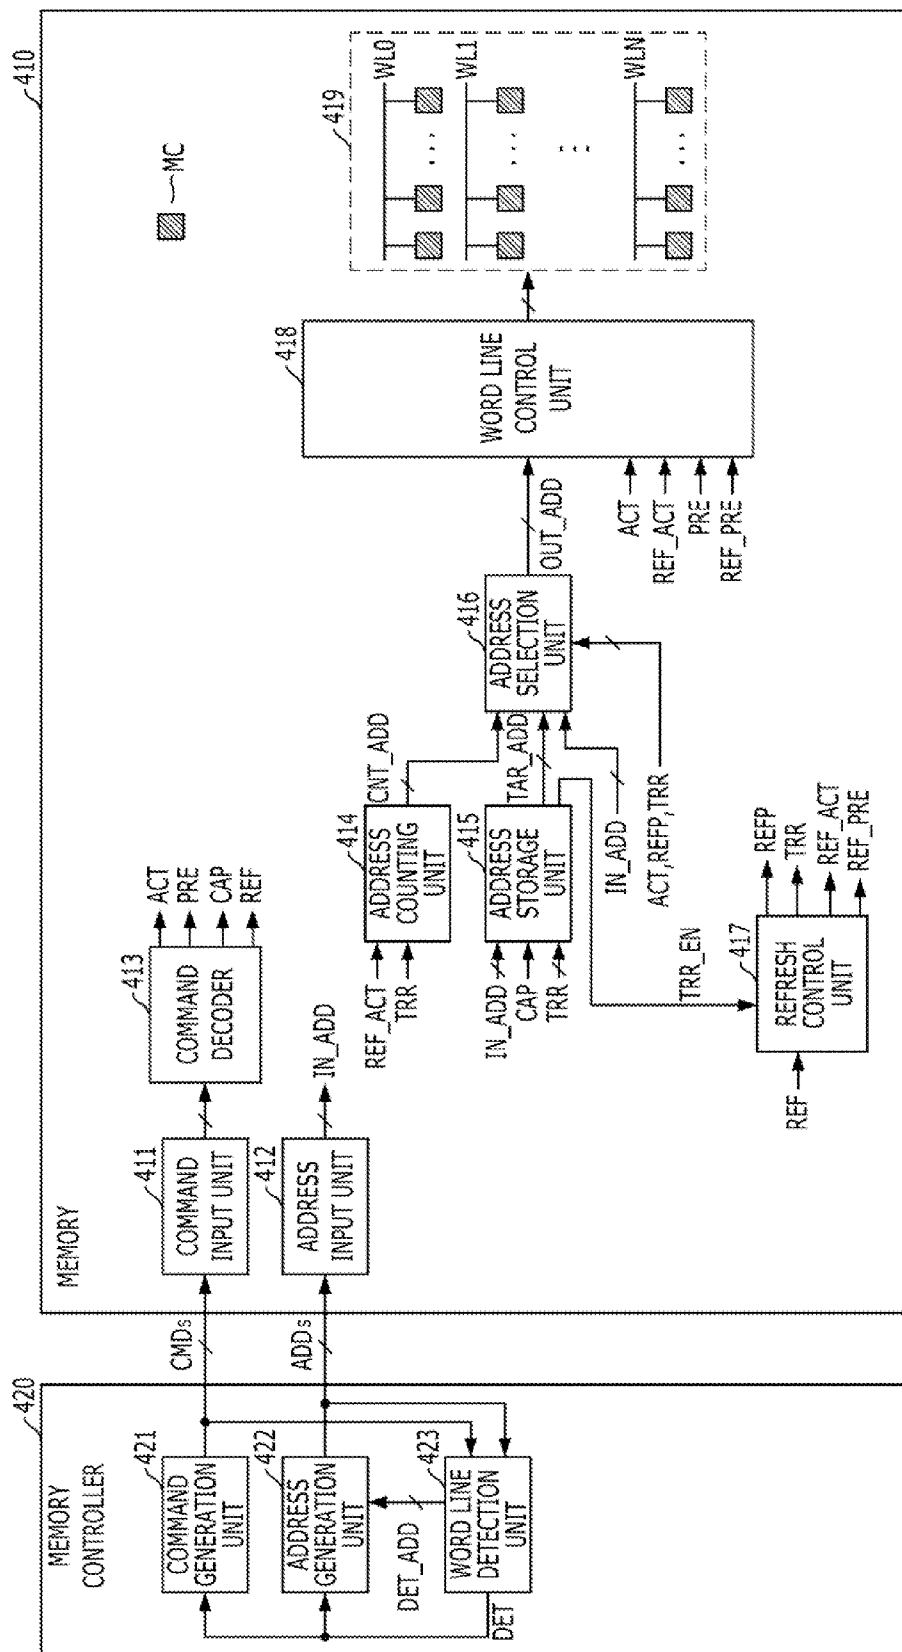 420
MEMORY
CONTROLLER
421
COMMAND
GENERATION
UNIT
422
ADDRESS
GENERATION
UNIT
DET_ADD
423
WORD LINE
DETECTION
UNIT
DET
CMDs
ADDs
410
MEMORY
411
COMMAND
INPUT UNIT
412
ADDRESS
INPUT UNIT
413
COMMAND
DECODER
ACT
PRE
CAP
REF
IN_ADD
REF_ACT
TRR
414
ADDRESS
COUNTING
UNIT
CNT_ADD
IN_ADD
CAP
TRR
415
ADDRESS
STORAGE
UNIT
TAR_ADD
IN_ADD
ACT,REFP,TRR
TRR_EN
REF
417
REFRESH
CONTROL
UNIT
REFP
TRR
REF_ACT
REF_PRE
416
ADDRESS
SELECTION
UNIT
OUT_ADD
ACT
REF_ACT
PRE
REF_PRE
418
WORD LINE
CONTROL
UNIT
MC
419
WL0
WL1
WLN